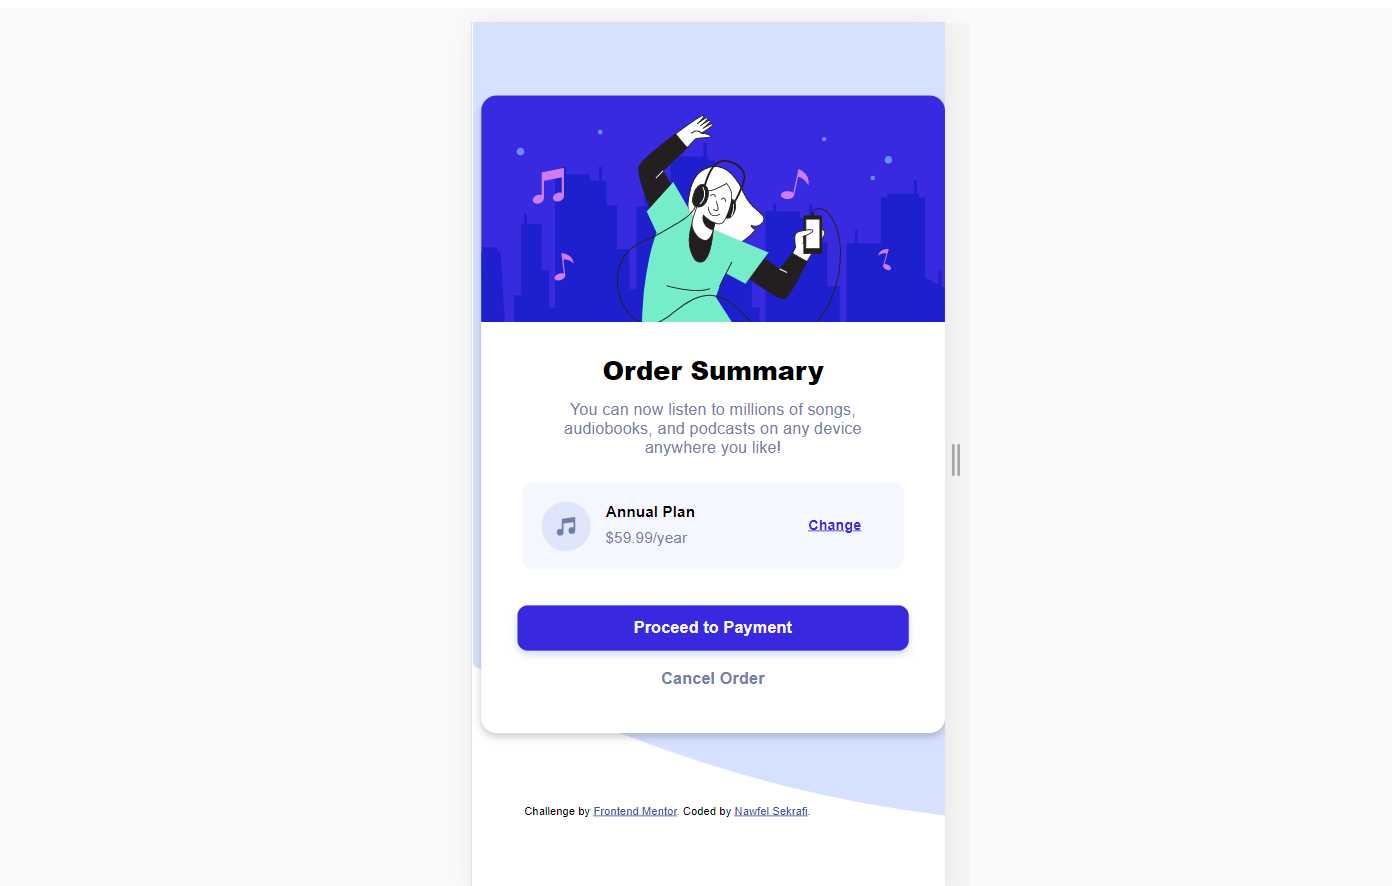 Order Summary
You can now listen to millions of songs,
audiobooks, and podcasts on any device
anywhere you like!
Annual Plan
$59.99/year
Change
Proceed to Payment
Cancel Order
Challenge by Frontend Mentor. Coded by Nawfel Sekrafi.